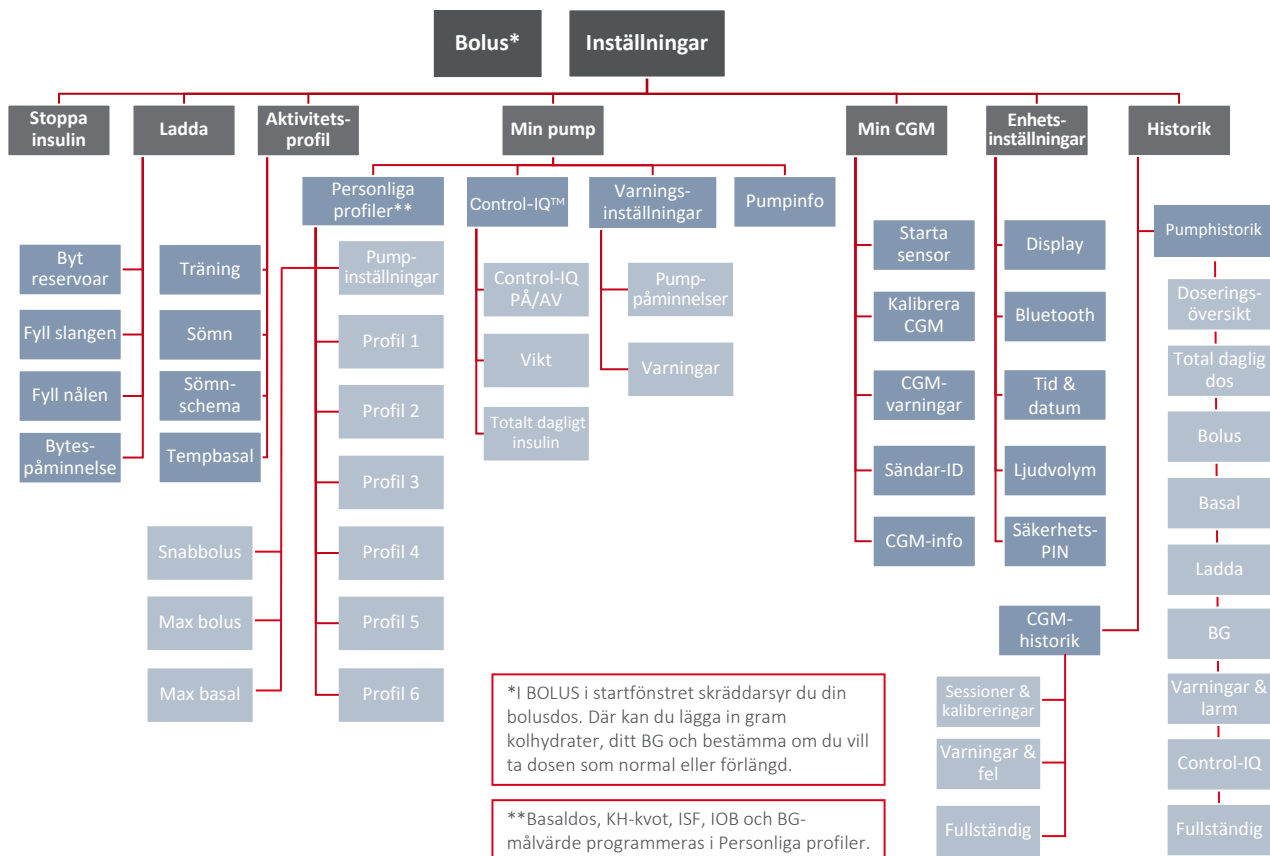 Bolus*
Inställningar
Stoppa
insulin
Ladda
Aktivitets-
profil
Min pump
Min CGM
Enhets-
inställningar
Historik
Personliga
profiler**
Control-IQ™
Varnings-
inställningar
Pumpinfo
Byt
reservoar
Fyll slangen
Fyll nålen
Bytes-
påminnelse
Träning
Sömn
Sömn-
schema
Tempbasal
Pump-
inställningar
Profil 1
Profil 2
Profil 3
Profil 4
Profil 5
Profil 6
Snabbolus
Max bolus
Max basal
Control-IQ
PÅ/AV
Vikt
Totalt dagligt
insulin
Pump-
påminnelser
Varningar
Starta
sensor
Kalibrera
CGM
CGM-
varningar
Sändar-ID
CGM-info
Display
Bluetooth
Tid &
datum
Ljudvolym
Säkerhets-
PIN
Pumphistorik
Doserings-
översikt
Total daglig
dos
Bolus
Basal
Ladda
BG
Varningar &
larm
Control-IQ
Fullständig
CGM-
historik
Sessioner &
kalibreringar
Varningar &
fel
Fullständig
*I BOLUS i startfönstret skräddarsyr du din
bolusdos. Där kan du lägga in gram
kolhydrater, ditt BG och bestämma om du vill
ta dosen som normal eller förlängd.
**Basaldos, KH-kvot, ISF, IOB och BG-
målvärde programmeras i Personliga profiler.